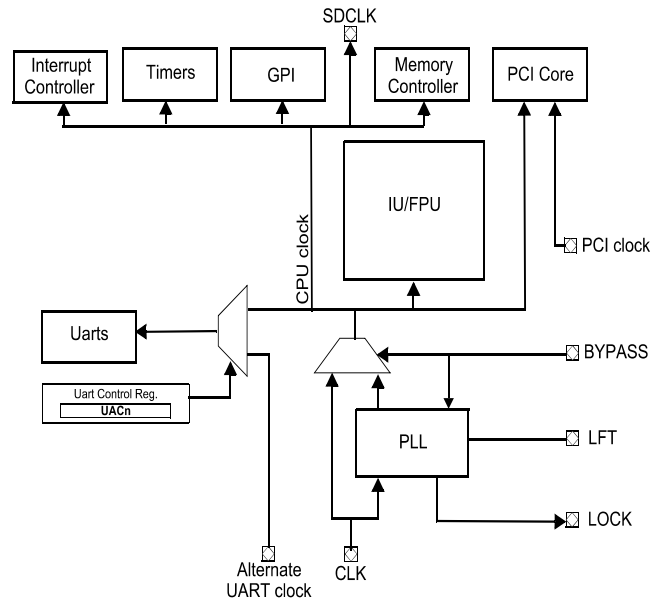 SDCLK
Interrupt
Controller
Timers
GPI
Memory
Controller
PCI Core
IU/FPU
CPU clock
PCI clock
Uarts
BYPASS
Uart Control Reg.
UACn
PLL
LFT
LOCK
Alternate
UART clock
CLK